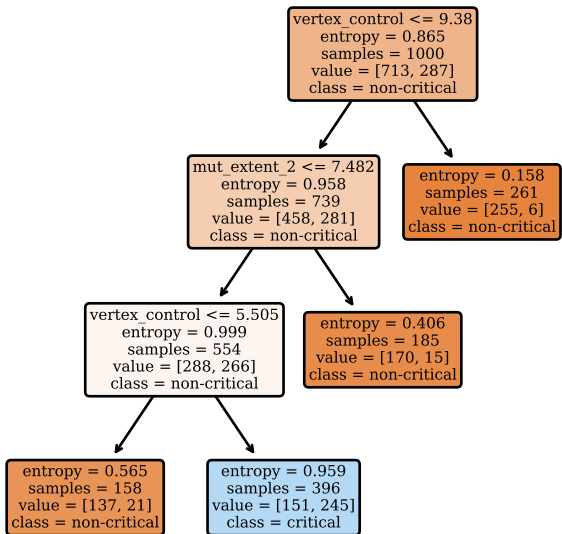 vertex_control <= 9.38
entropy = 0.865
samples = 1000
value = [713, 287]
class = non-critical
mut_extent_2 <= 7.482
entropy = 0.958
samples = 739
value = [458, 281]
class = non-critical
entropy = 0.158
samples = 261
value = [255, 6]
class = non-critical
vertex_control <= 5.505
entropy = 0.999
samples = 554
value = [288, 266]
class = non-critical
entropy = 0.406
samples = 185
value = [170, 15]
class = non-critical
entropy = 0.565
samples = 158
value = [137, 21]
class = non-critical
entropy = 0.959
samples = 396
value = [151, 245]
class = critical